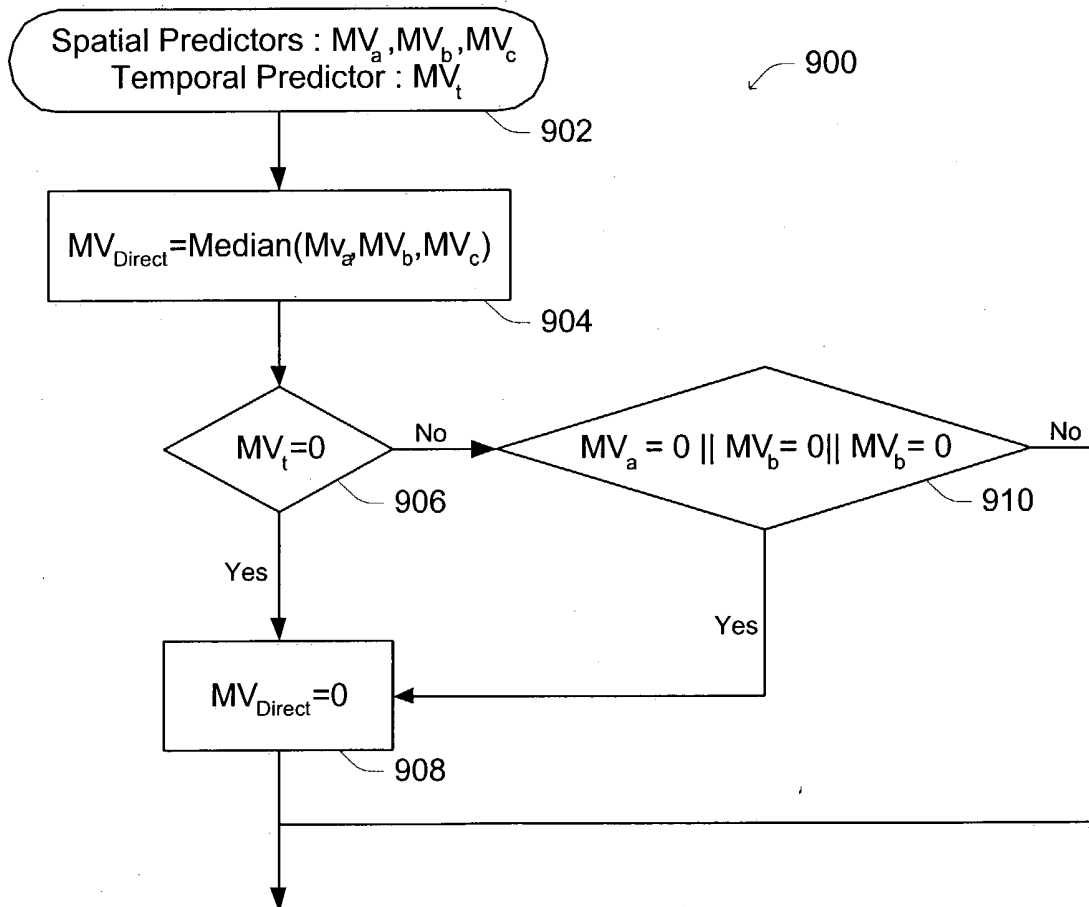 Spatial Predictors : MVa,MVb,MVc
Temporal Predictor : MVt
900
902
MVDirect=Median(Mva,MVb,MVc)
904
MVt=0
No
MVa = 0 || MVb= 0|| MVb= 0
No
906
910
Yes
Yes
MVDirect=0
908